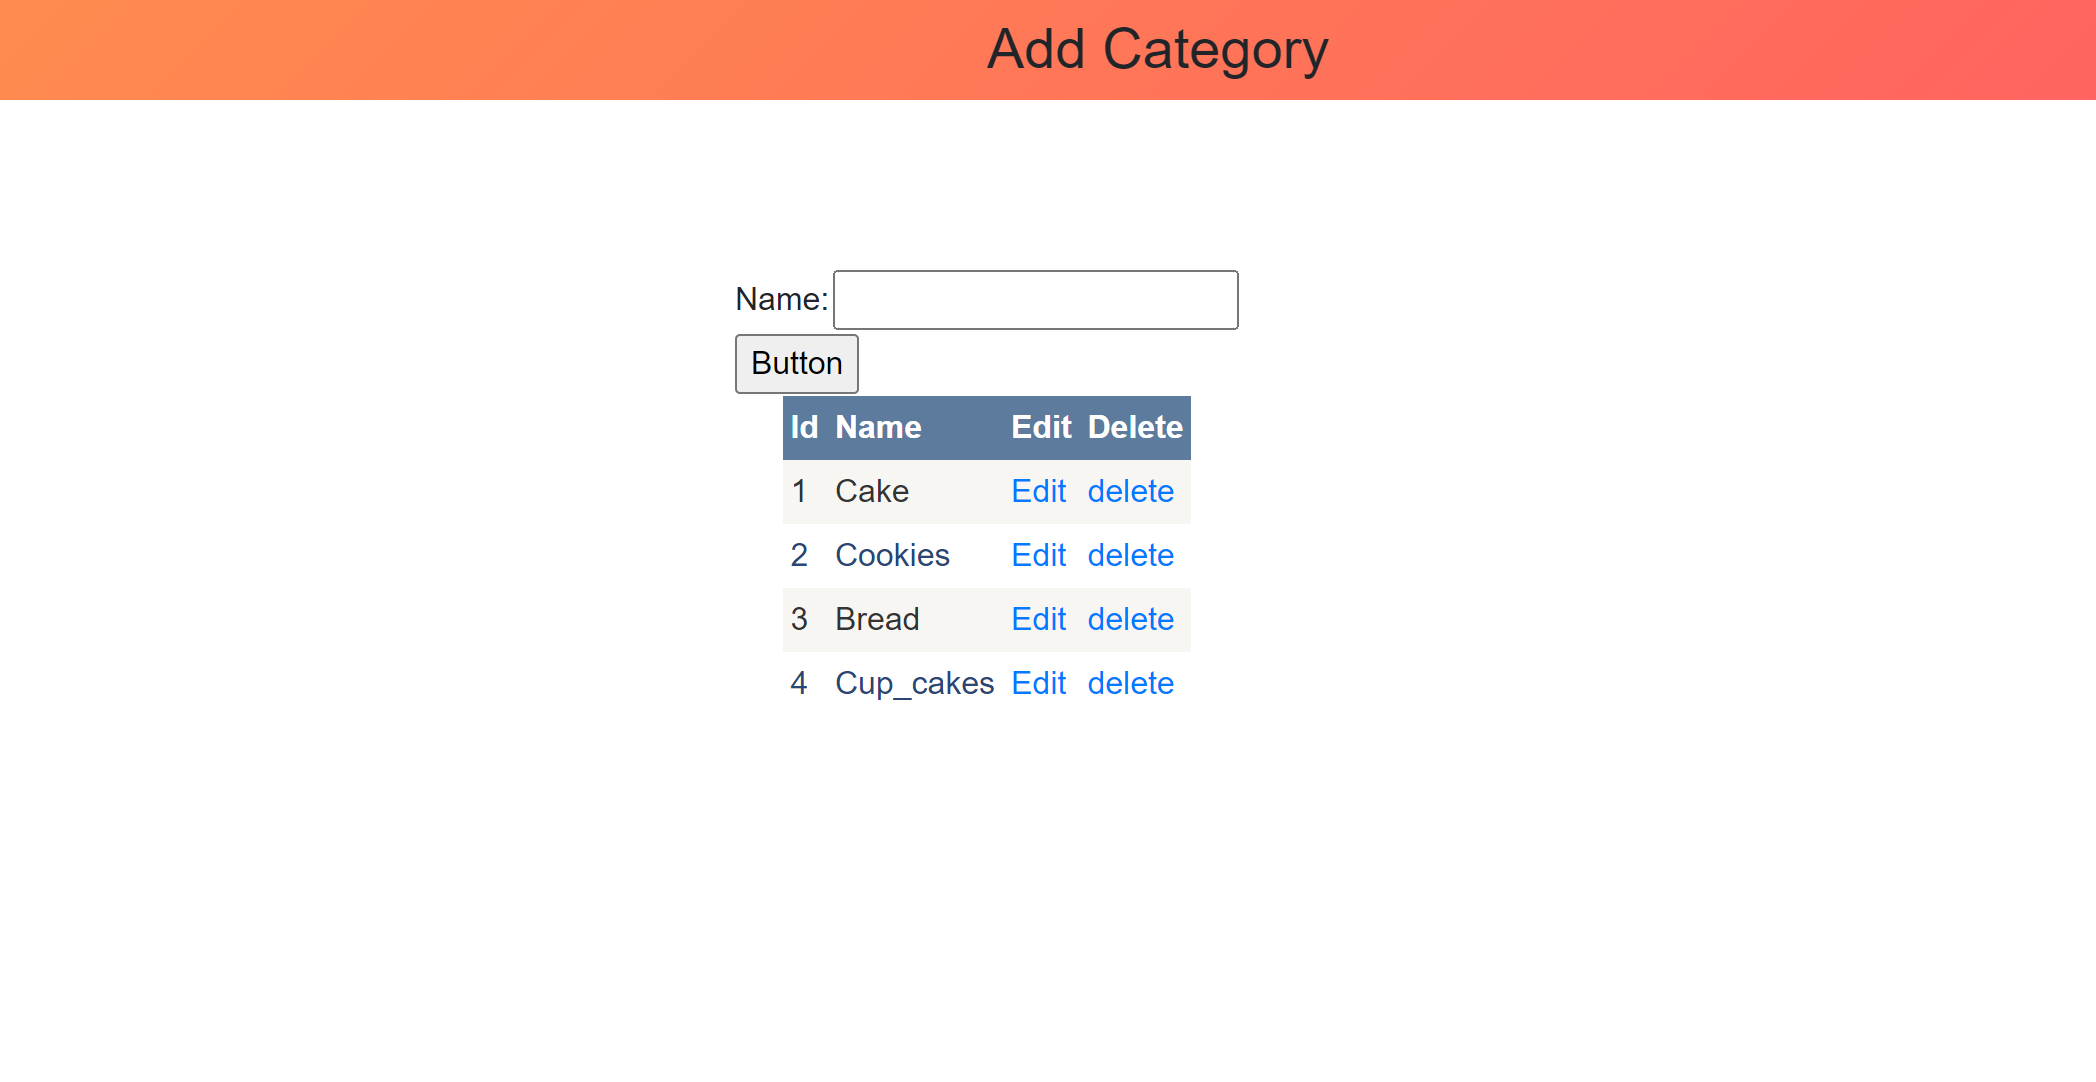 Add Category
Name:
Button
Id Name Edit Delete
1 Cake Edit delete
2 Cookies Edit delete
3 Bread Edit delete
4 Cup_cakes Edit delete